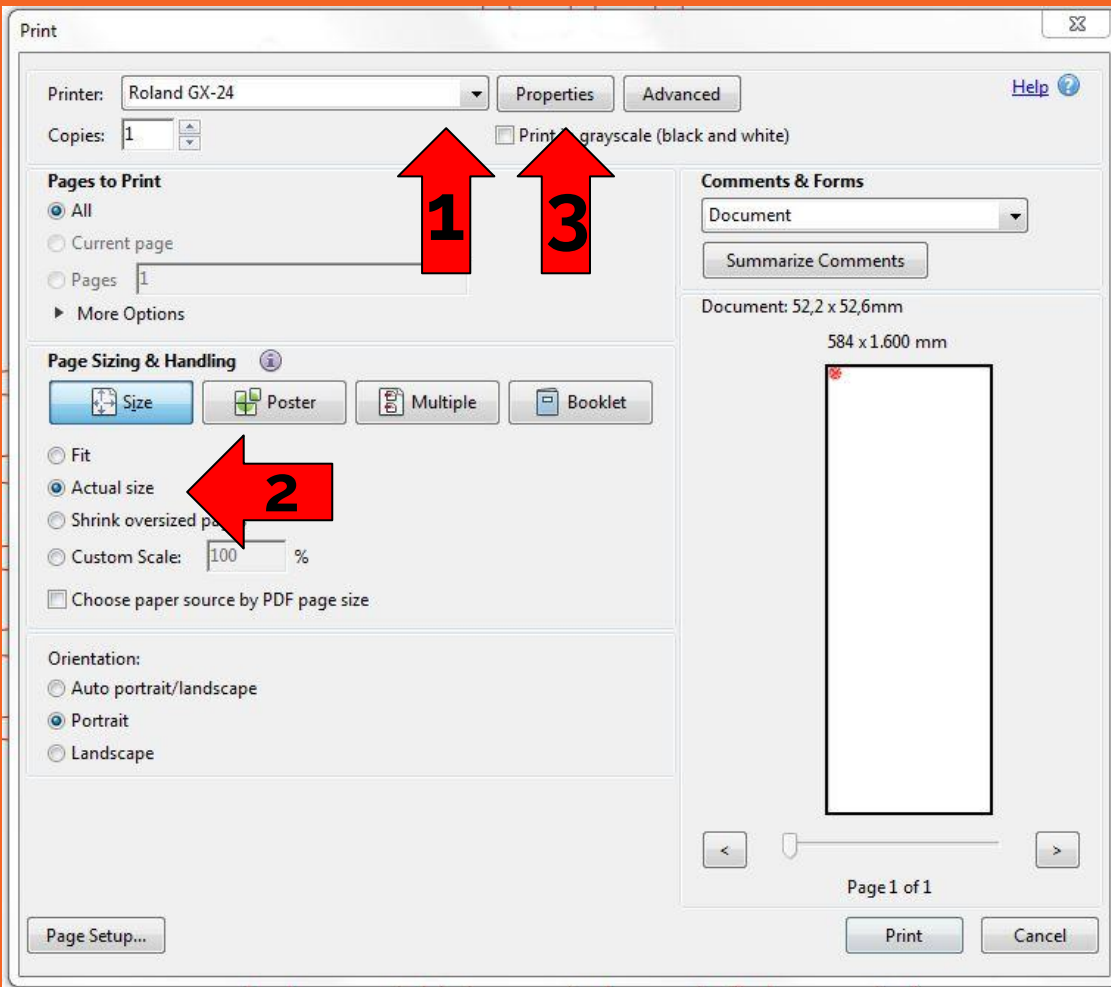 Print
Printer: Roland GX-24 Properties Advanced Help
Copies: 1 Print grayscale (black and white)
1 3
Pages to Print
All
Current page
Pages 1
More Options
Comments & Forms
Document
Summarize Comments
Page Sizing & Handling
Size Poster Multiple Booklet
Fit
Actual size
2
Shrink oversized
Custom Scale: 100 %
Choose paper source by PDF page size
Orientation:
Auto portrait/landscape
Portrait
Landscape
Document: 52,2 x 52,6mm
584 x 1.600 mm
< >
Page 1 of 1
Page Setup... Print Cancel